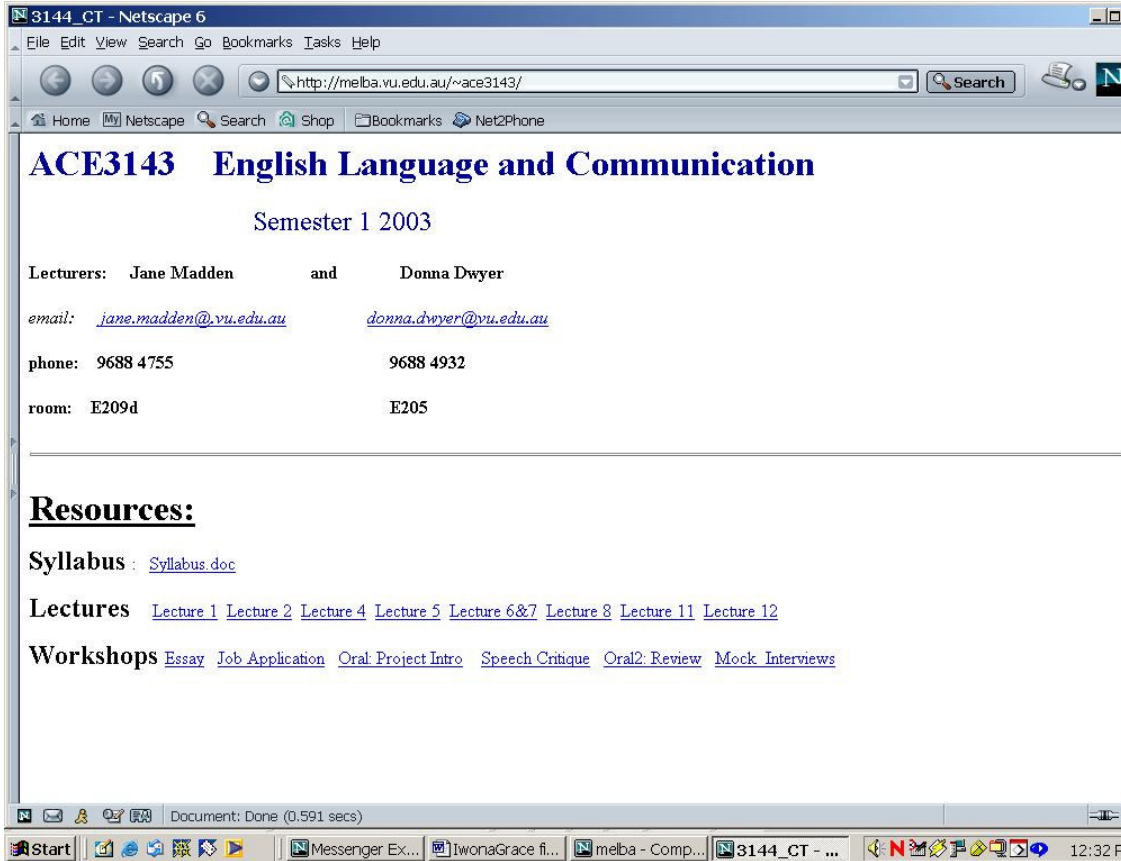 3144_CT - Netscape 6
File Edit View Search Go Bookmarks Tasks Help
http://melba.vu.edu.au/~ace3143/ Search N
Home My Netscape Search Shop Bookmarks Net2Phone
ACE3143 English Language and Communication
Semester 1 2003
Lecturers: Jane Madden and Donna Dwyer
email: jane.madden@.vu.edu.au donna.dwyer@vu.edu.au
phone: 9688 4755 9688 4932
room: E209d E205
Resources:
Syllabus : Syllabus.doc
Lectures Lecture 1 Lecture 2 Lecture 4 Lecture 5 Lecture 6&7 Lecture 8 Lecture 11 Lecture 12
Workshops Essay Job Application Oral: Project Intro Speech Critique Oral2: Review Mock Interviews
Document: Done (0.591 secs)
Start Messenger Ex... IwonaGrace fi... melba - Comp... 3144_CT - ... 12:32 P